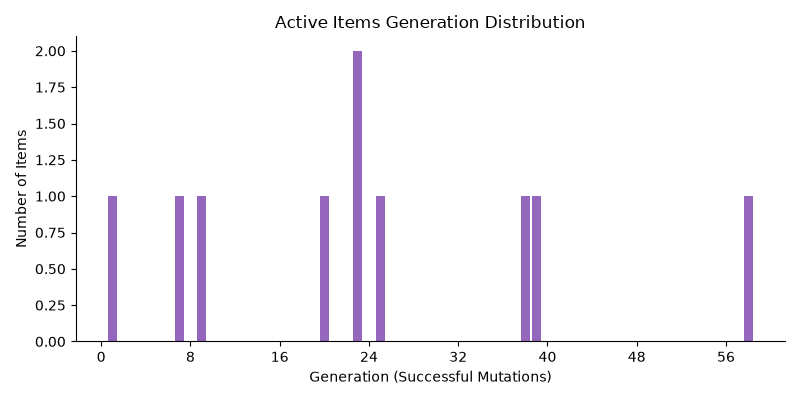 Active Items Generation Distribution
2.00
1.75
1.50
1.25
1.00
0.75
0.50
0.25
0.00
Number of Items
0 8 16 24 32 40 48 56
Generation (Successful Mutations)